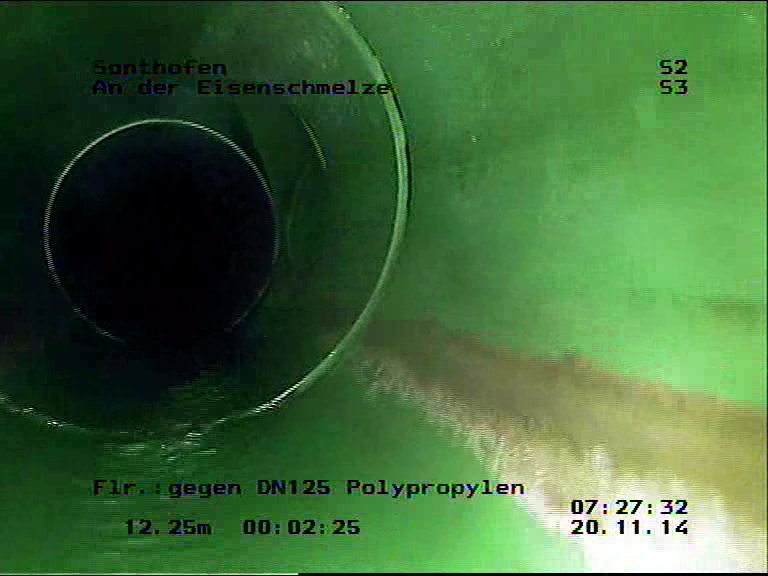 Sonthofen S2
An der Eisenschmelze S3
Flr.:gegen DN125 Polypropylen
07:27:32
12.25m 00:02:25 20.11.14